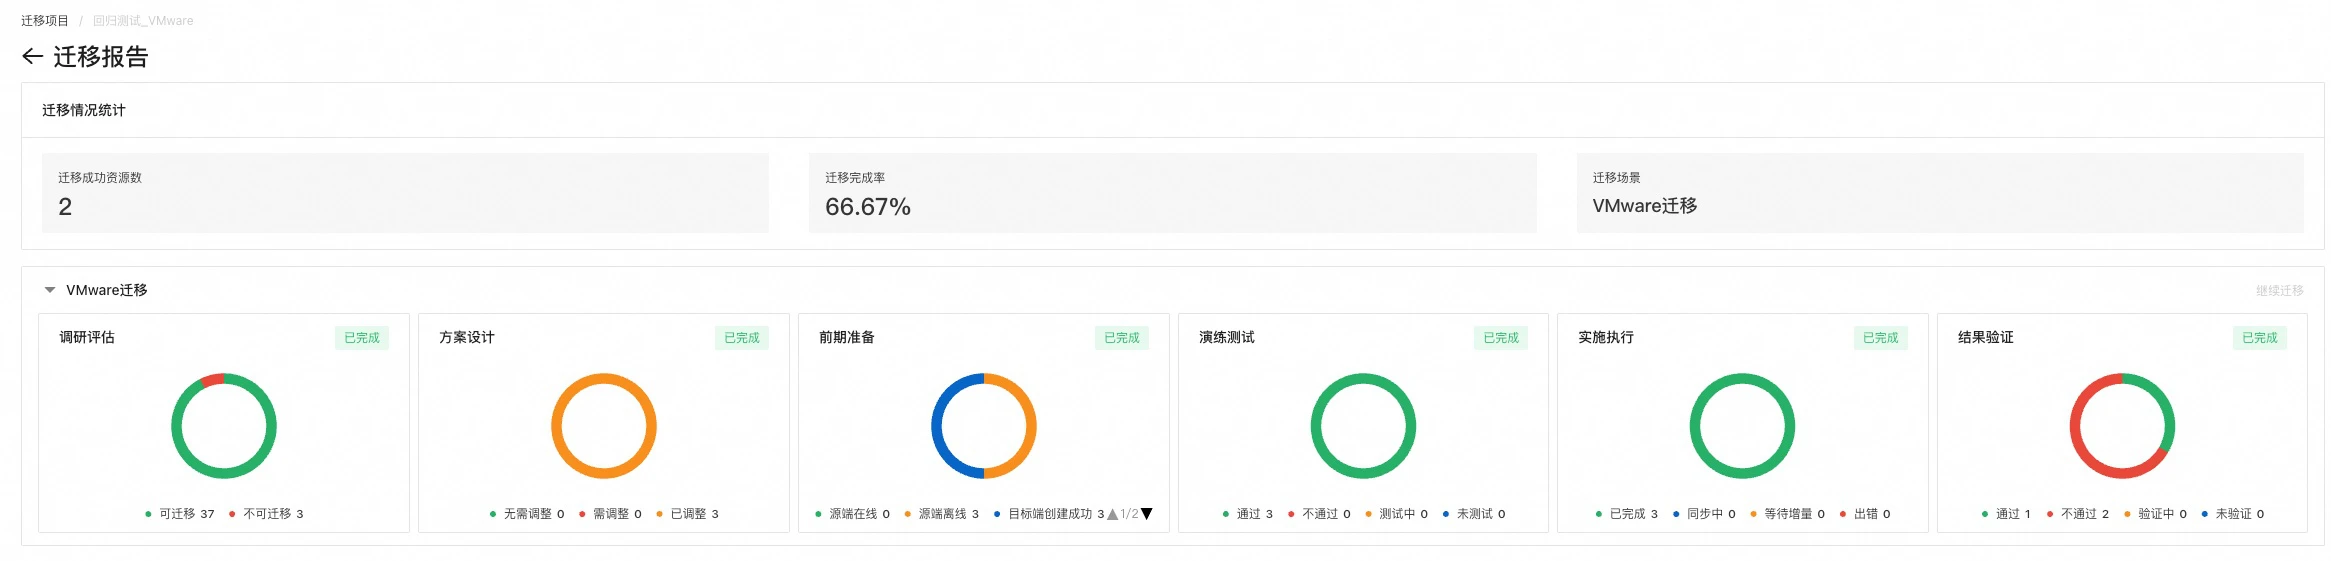 迁移项目 / 回归测试_VMware
← 迁移报告
迁移情况统计
迁移成功资源数
2
迁移完成率
66.67%
迁移场景
VMware迁移
VMware迁移
继续迁移
调研评估 已完成
可迁移 37 不可迁移 3
方案设计 已完成
无需调整 0 需调整 0 已调整 3
前期准备 已完成
源端在线 0 源端离线 3 目标端创建成功 3 ▲1/2▼
演练测试 已完成
通过 3 不通过 0 测试中 0 未测试 0
实施执行 已完成
已完成 3 同步中 0 等待增量 0 出错 0
结果验证 已完成
通过 1 不通过 2 验证中 0 未验证 0